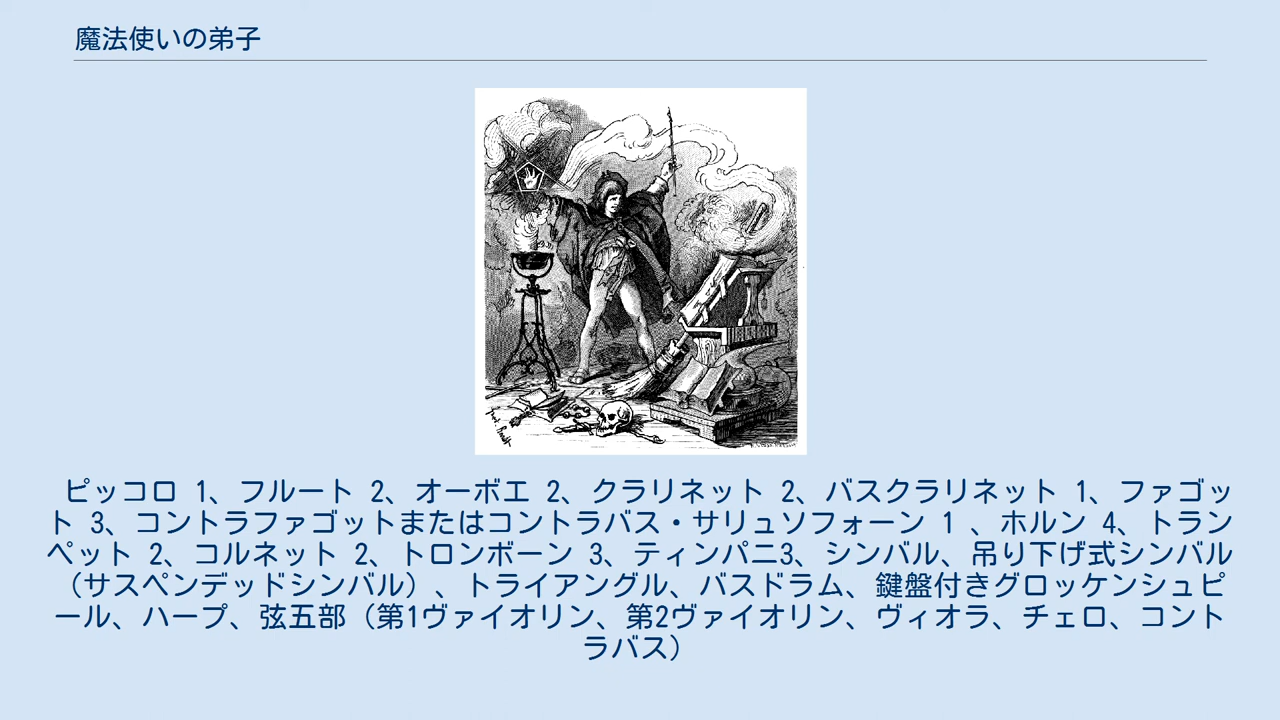 魔法使いの弟子
ピッコロ 1、フルート 2、オーボエ 2、クラリネット 2、バスクラリネット 1、ファゴッ
ト 3、コントラファゴットまたはコントラバス・サリュソフォーン 1 、ホルン 4、トラン
ペット 2、コルネット 2、トロンボーン 3、ティンパニ3、シンバル、吊り下げ式シンバル
（サスペンデッドシンバル）、トライアングル、バスドラム、鍵盤付きグロッケンシュピ
ール、ハープ、弦五部（第1ヴァイオリン、第2ヴァイオリン、ヴィオラ、チェロ、コント
ラバス）